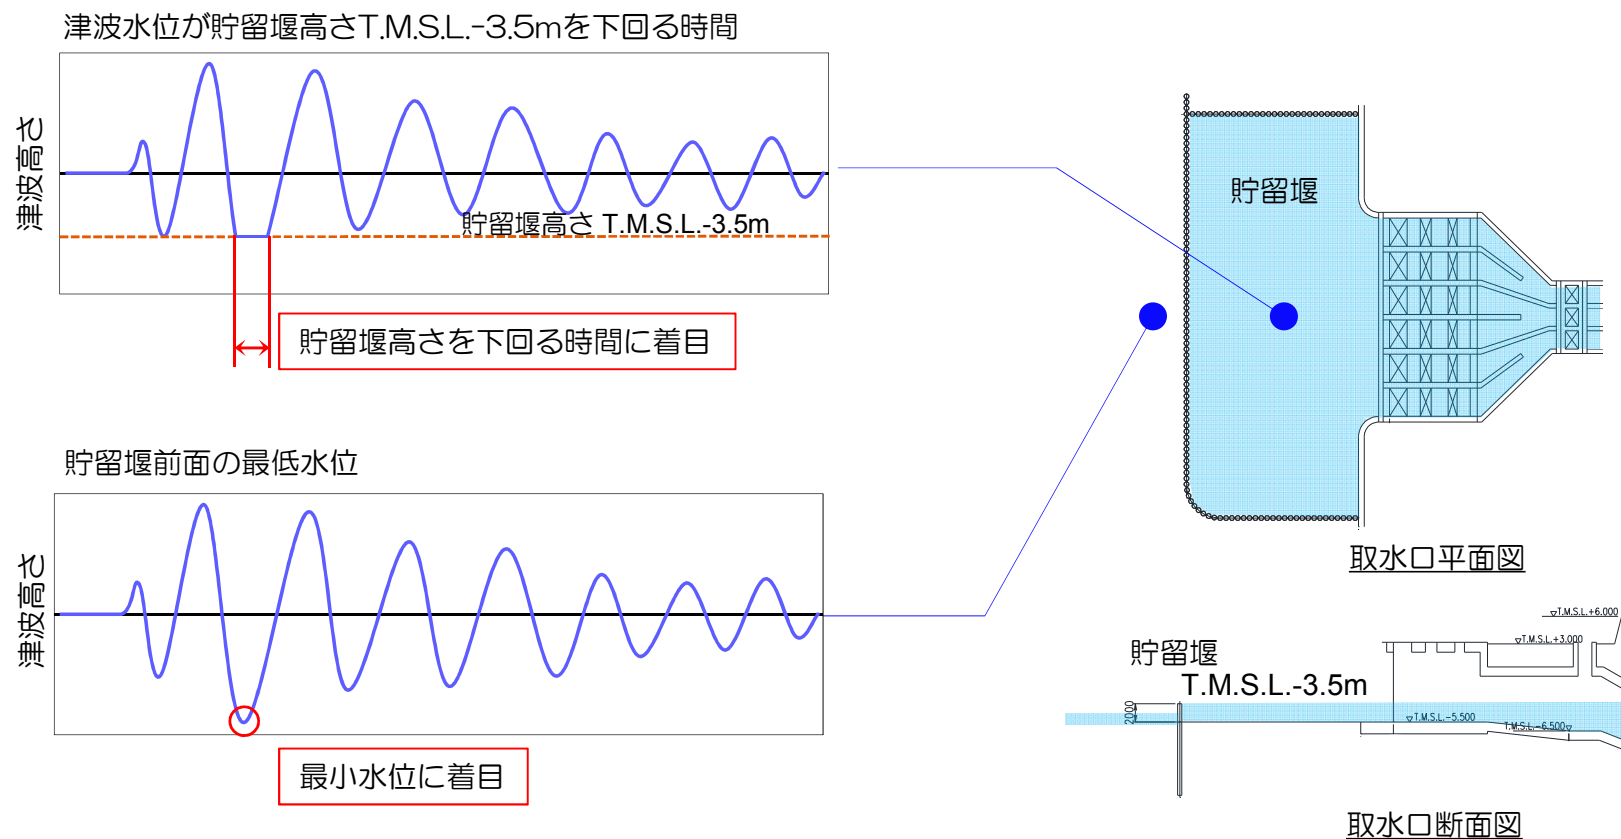 津波水位が貯留堰高さT.M.S.L.-3.5mを下回る時間
津波高さ
貯留堰高さ T.M.S.L.-3.5m
貯留堰高さを下回る時間に着目
貯留堰前面の最低水位
津波高さ
最小水位に着目
貯留堰
取水口平面図
▽T.M.S.L.+6.000
▽T.M.S.L.+3.000
貯留堰
T.M.S.L.-3.5m
2000
▽T.M.S.L.-5.500
T.M.S.L.-6.500▽
取水口断面図